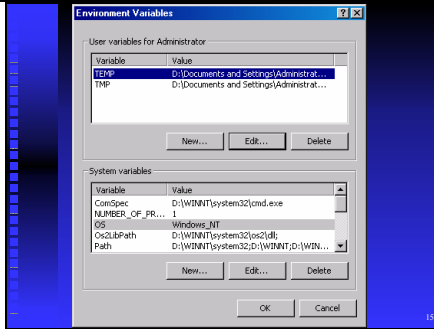 Environment Variables
User variables for Administrator
Variable Value
TEMP D:\Documents and Settings\Administrat...
TMP D:\Documents and Settings\Administrat...
New... Edit... Delete
System variables
Variable Value
ComSpec D:\WINNT\system32\cmd.exe
NUMBER_OF_PR... 1
OS Windows_NT
Os2LibPath D:\WINNT\system32\os2\dll;
Path D:\WINNT\system32;D:\WINNT;D:\WIN...
New... Edit... Delete
OK Cancel
15